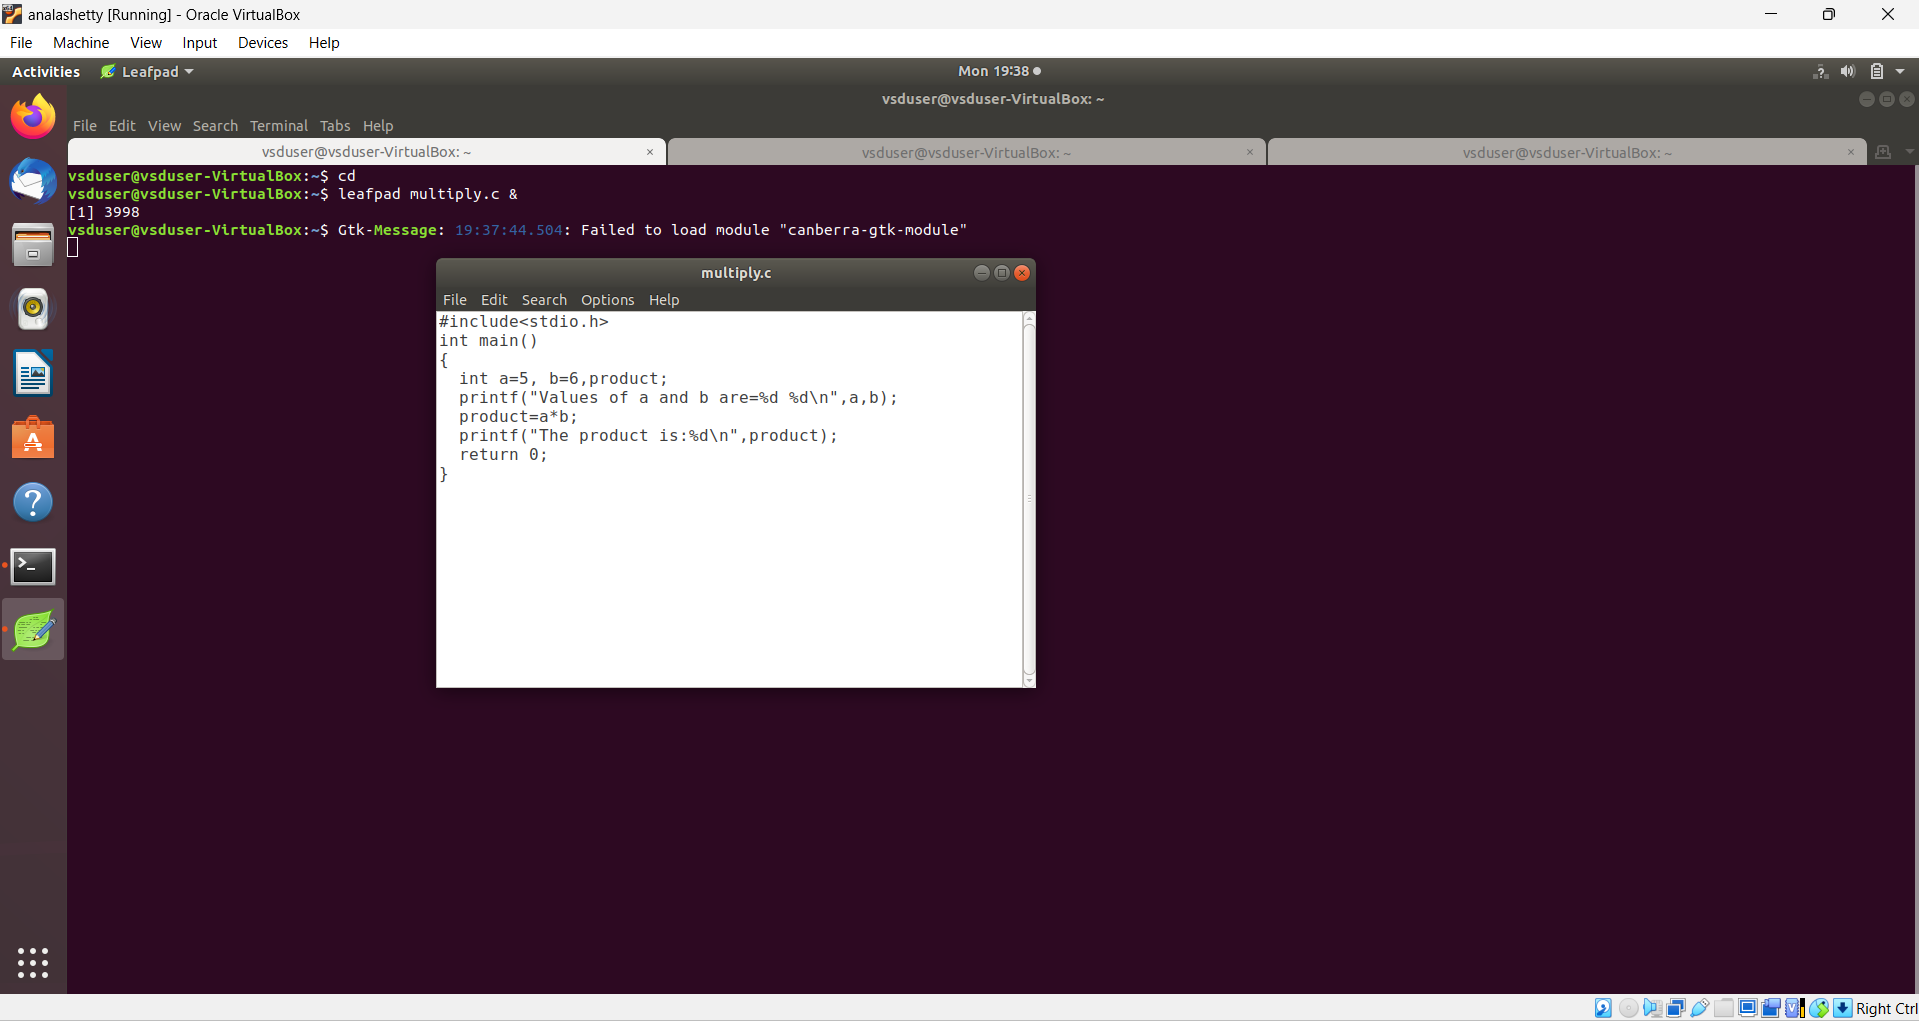 analashetty [Running] - Oracle VirtualBox
File Machine View Input Devices Help
Activities Leafpad Mon 19:38
vsduser@vsduser-VirtualBox: ~
File Edit View Search Terminal Tabs Help
vsduser@vsduser-VirtualBox: ~ × vsduser@vsduser-VirtualBox: ~ × vsduser@vsduser-VirtualBox: ~ ×
vsduser@vsduser-VirtualBox:~$ cd
vsduser@vsduser-VirtualBox:~$ leafpad multiply.c &
[1] 3998
vsduser@vsduser-VirtualBox:~$ Gtk-Message: 19:37:44.504: Failed to load module "canberra-gtk-module"
multiply.c
File Edit Search Options Help
#include<stdio.h>
int main()
{
  int a=5, b=6,product;
  printf("Values of a and b are=%d %d\n",a,b);
  product=a*b;
  printf("The product is:%d\n",product);
  return 0;
}
Right Ctrl